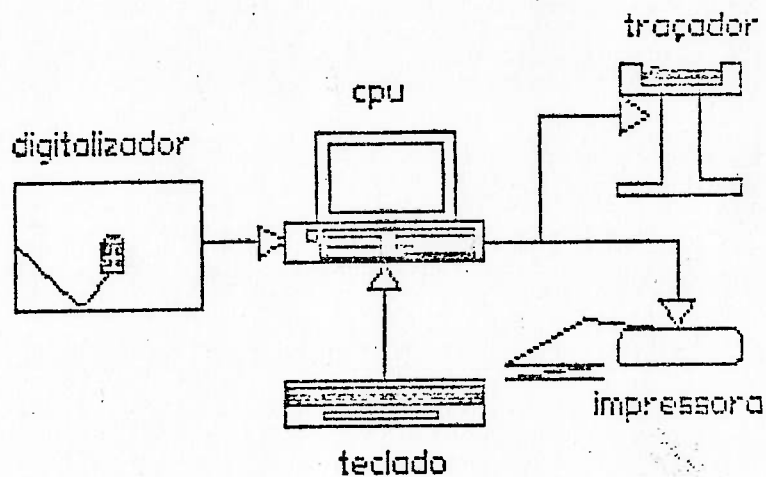 traçador
cpu
digitalizador
impressora
teclado